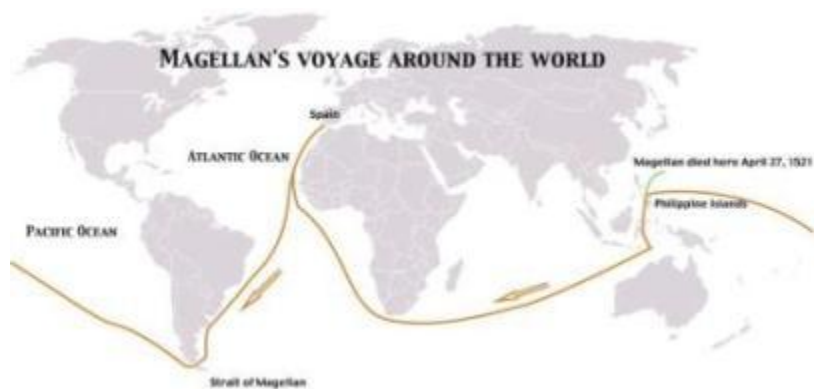 MAGELLAN'S VOYAGE AROUND THE WORLD
Spain
ATLANTIC OCEAN
Magellan died here April 27, 1521
Philippine Islands
PACIFIC OCEAN
Strait of Magellan